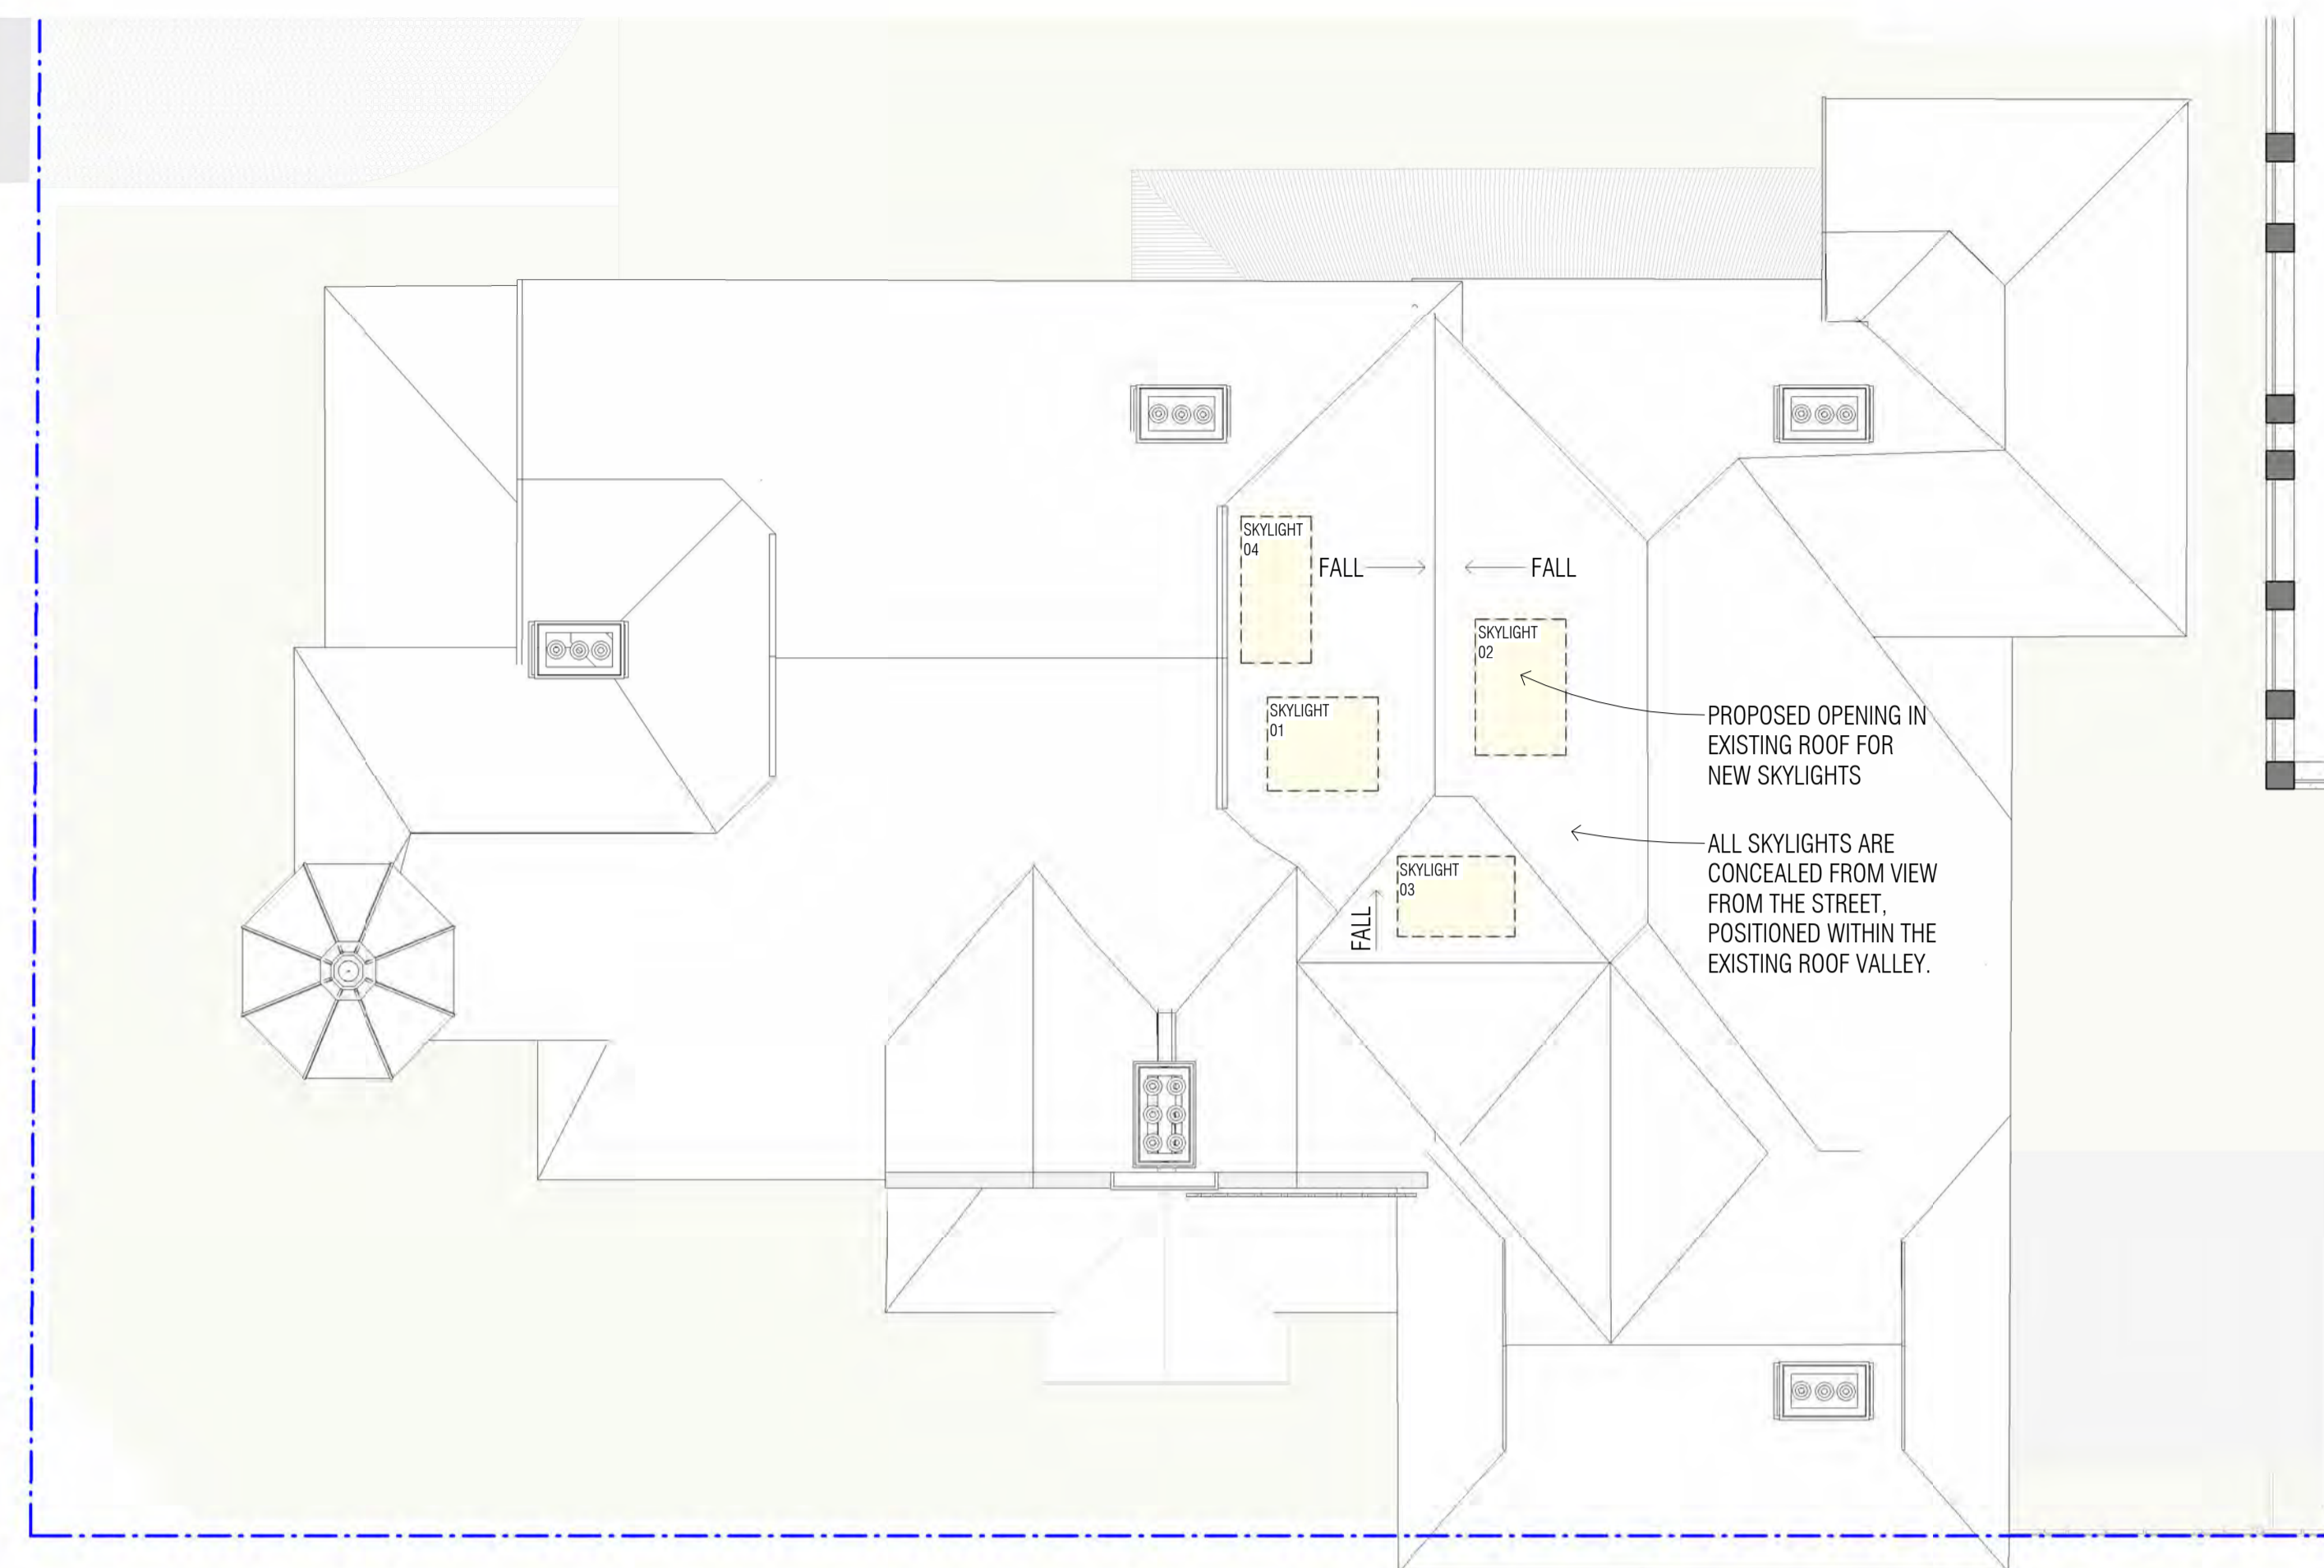 SKYLIGHT
04
FALL
FALL
SKYLIGHT
02
SKYLIGHT
01
PROPOSED OPENING IN
EXISTING ROOF FOR
NEW SKYLIGHTS
ALL SKYLIGHTS ARE
CONCEALED FROM VIEW
FROM THE STREET,
POSITIONED WITHIN THE
EXISTING ROOF VALLEY.
SKYLIGHT
03
FALL